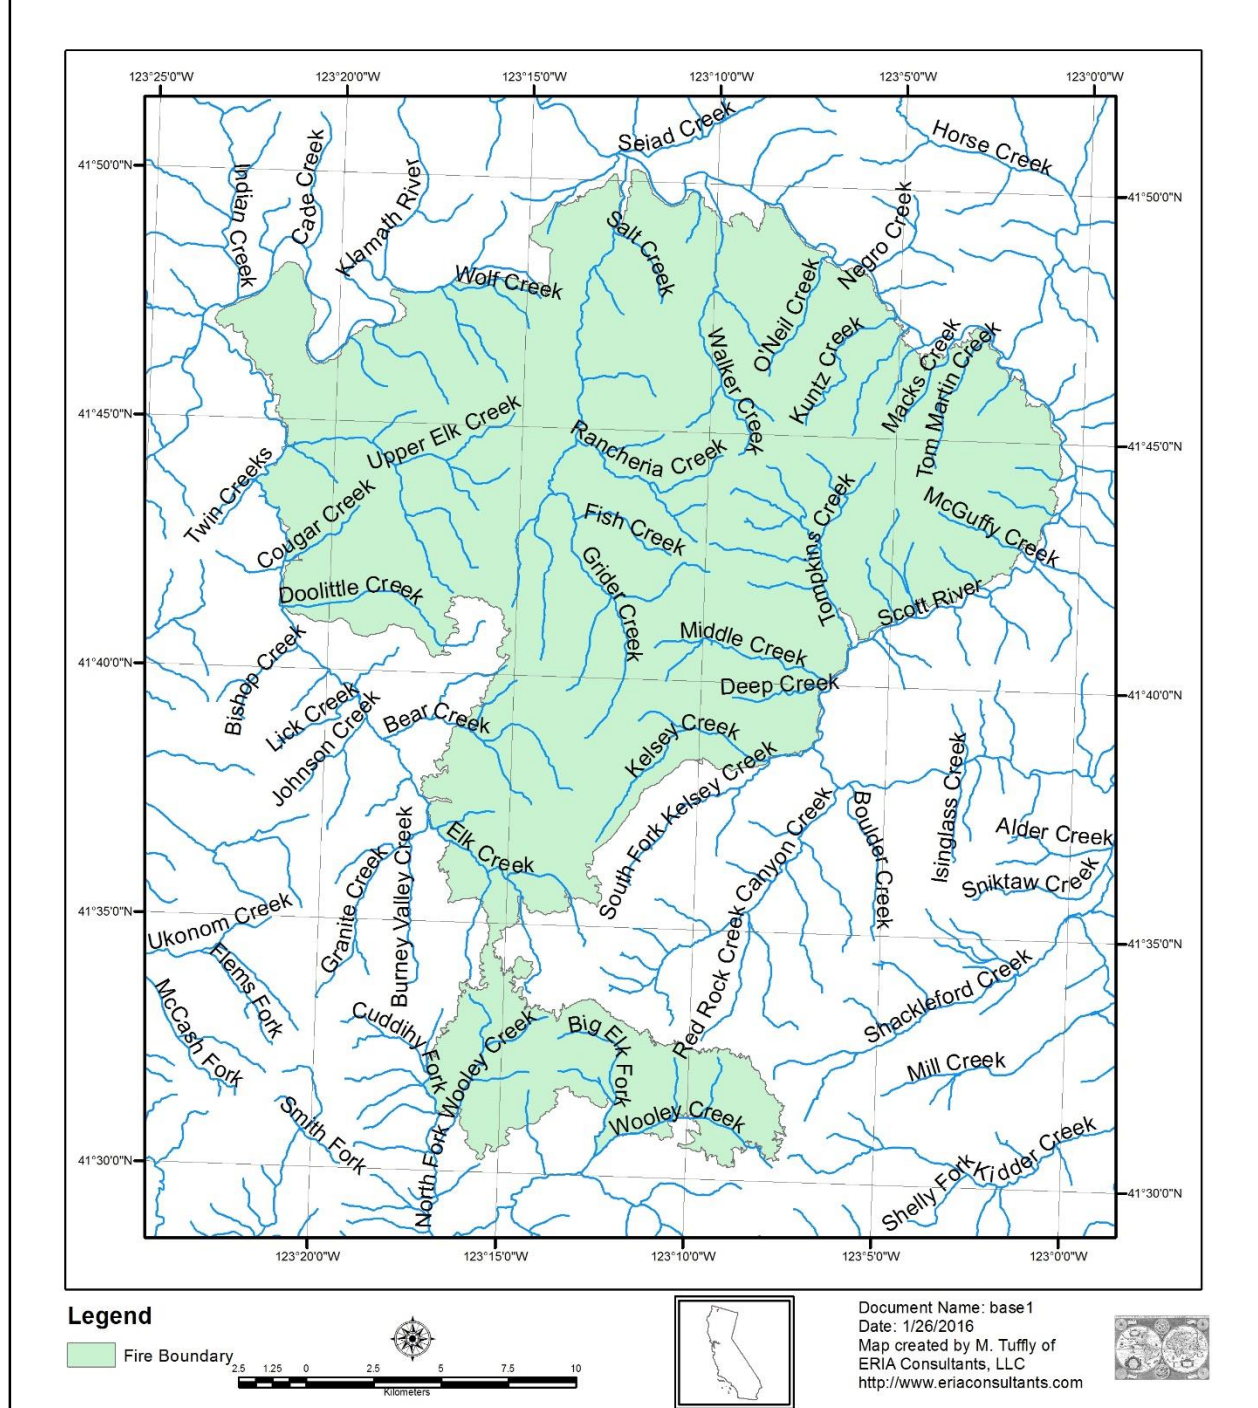 123°25'0"W
123°20'0"W
123°15'0"W
123°10'0"W
123°5'0"W
123°0'0"W
Seiad Creek
Horse Creek
Cade Creek
41°50'0"N
Indian Creek
Klamath River
41°50'0"N
Negro Creek
Salt Creek
Wolf Creek
O'Neil Creek
Kuntz Creek
Walker Creek
Macks Creek
Tom Martin Creek
41°45'0"N
Upper Elk Creek
Rancheria Creek
41°45'0"N
Twin Creeks
Cougar Creek
Fish Creek
Tompkins Creek
McGuffy Creek
Doolittle Creek
Grider Creek
Scott River
Middle Creek
41°40'0"N
Bishop Creek
Deep Creek
41°40'0"N
Lick Creek
Johnson Creek
Bear Creek
Kelsey Creek
South Fork Kelsey Creek
Isinglass Creek
Elk Creek
Canyon Creek
Boulder Creek
Alder Creek
Granite Creek
Burney Valley Creek
Sniktaw Creek
41°35'0"N
Ukonom Creek
Red Rock Creek
41°35'0"N
Flems Fork
McCash Fork
Shackleford Creek
Cuddihy Fork
Wooley Creek
Big Elk Fork
Mill Creek
Smith Fork
Wooley Creek
41°30'0"N
North Fork
Shelly Fork
Kidder Creek
41°30'0"N
123°20'0"W
123°15'0"W
123°10'0"W
123°5'0"W
123°0'0"W
Legend
Fire Boundary
2.5 1.25 0 2.5 5 7.5 10
Kilometers
Document Name: base1
Date: 1/26/2016
Map created by M. Tuffly of
ERIA Consultants, LLC
http://www.eriaconsultants.com